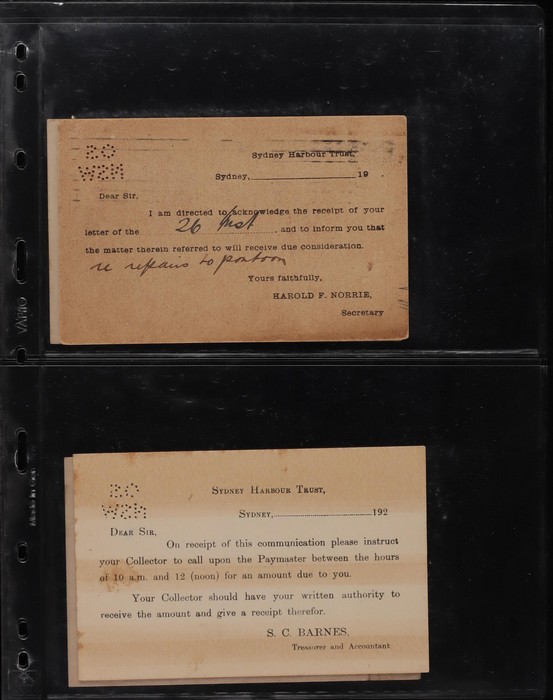 Sydney Harbour Trust,
Sydney, 19 .
Dear Sir,
I am directed to acknowledge the receipt of your
letter of the 26 Inst. and to inform you that
the matter therein referred to will receive due consideration.
re repairs to pontoon
Yours faithfully,
HAROLD F. NORRIE,
Secretary
VARIO
SYDNEY HARBOUR TRUST,
SYDNEY, 192
DEAR SIR,
On receipt of this communication please instruct
your Collector to call upon the Paymaster between the hours
of 10 a.m. and 12 (noon) for an amount due to you.
Your Collector should have your written authority to
receive the amount and give a receipt therefor.
S. C. BARNES,
Treasurer and Accountant